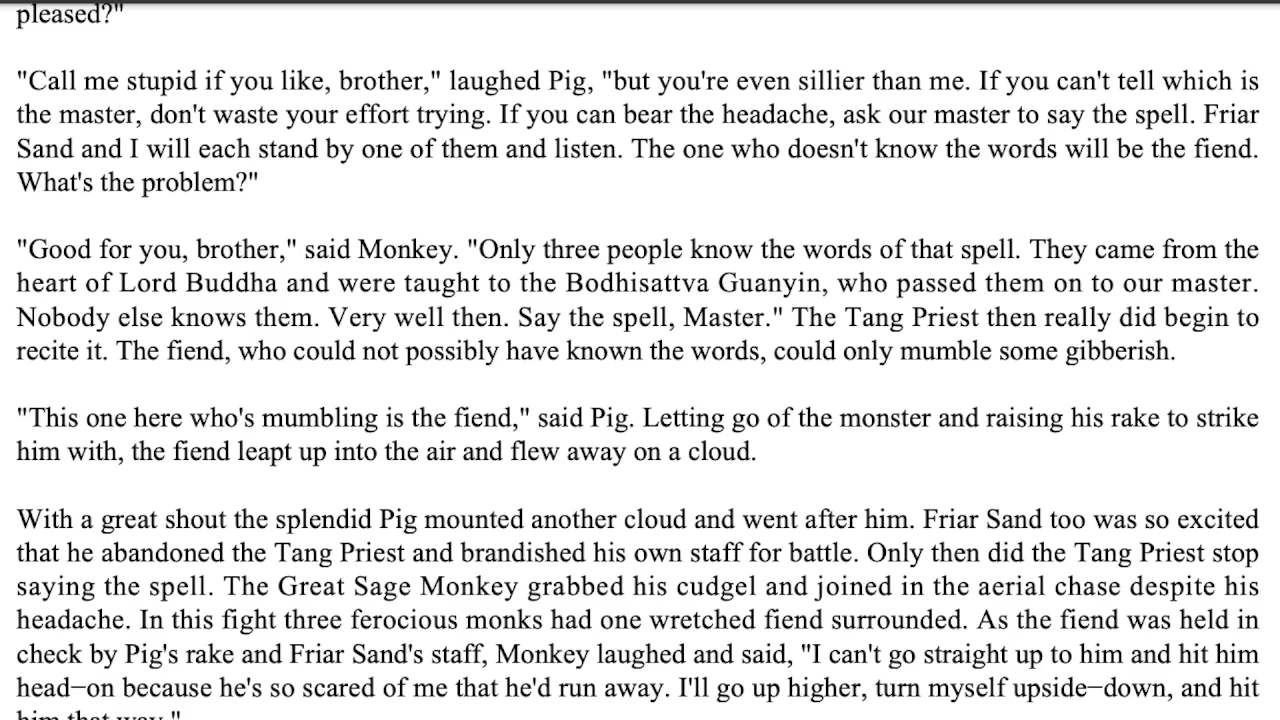 pleased?"
"Call me stupid if you like, brother," laughed Pig, "but you're even sillier than me. If you can't tell which is
the master, don't waste your effort trying. If you can bear the headache, ask our master to say the spell. Friar
Sand and I will each stand by one of them and listen. The one who doesn't know the words will be the fiend.
What's the problem?"
"Good for you, brother," said Monkey. "Only three people know the words of that spell. They came from the
heart of Lord Buddha and were taught to the Bodhisattva Guanyin, who passed them on to our master.
Nobody else knows them. Very well then. Say the spell, Master." The Tang Priest then really did begin to
recite it. The fiend, who could not possibly have known the words, could only mumble some gibberish.
"This one here who's mumbling is the fiend," said Pig. Letting go of the monster and raising his rake to strike
him with, the fiend leapt up into the air and flew away on a cloud.
With a great shout the splendid Pig mounted another cloud and went after him. Friar Sand too was so excited
that he abandoned the Tang Priest and brandished his own staff for battle. Only then did the Tang Priest stop
saying the spell. The Great Sage Monkey grabbed his cudgel and joined in the aerial chase despite his
headache. In this fight three ferocious monks had one wretched fiend surrounded. As the fiend was held in
check by Pig's rake and Friar Sand's staff, Monkey laughed and said, "I can't go straight up to him and hit him
head−on because he's so scared of me that he'd run away. I'll go up higher, turn myself upside−down, and hit
him that way."